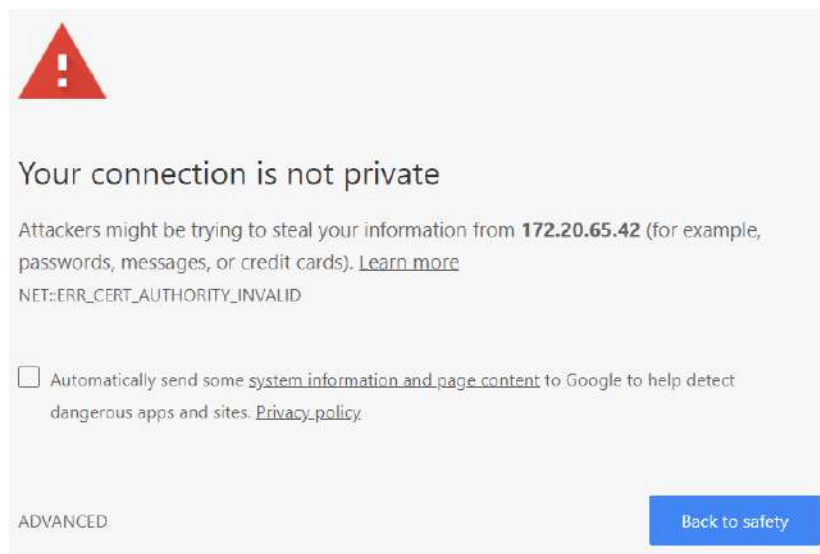 Your connection is not private
Attackers might be trying to steal your information from 172.20.65.42 (for example,
passwords, messages, or credit cards). Learn more
NET::ERR_CERT_AUTHORITY_INVALID
Automatically send some system information and page content to Google to help detect
dangerous apps and sites. Privacy policy
ADVANCED
Back to safety